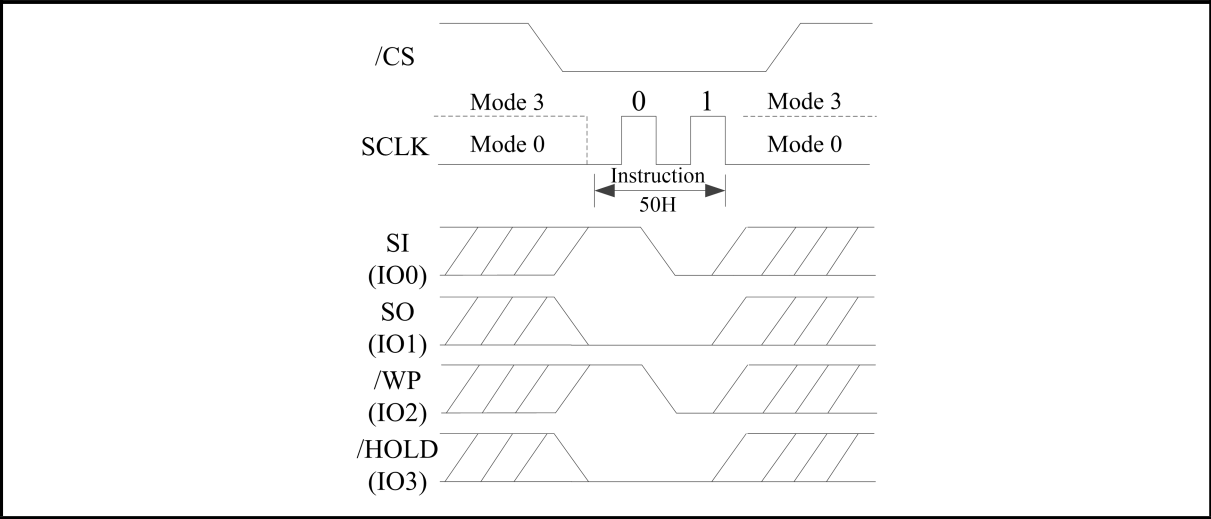 /CS
Mode 3 0 1 Mode 3
SCLK Mode 0 Mode 0
Instruction
50H
SI
(IO0)
SO
(IO1)
/WP
(IO2)
/HOLD
(IO3)